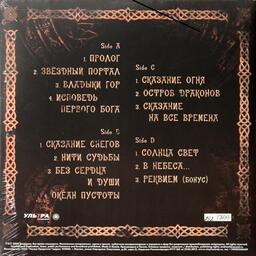 Side A
1. ПРОЛОГ
2. ЗВЕЗДНЫЙ ПОРТАЛ
3. ВЛАДЫКИ ГОР
4. ИСПОВЕДЬ
ПЕРВОГО БОГА
Side B
1. СКАЗАНИЕ СНЕГОВ
2. НИТИ СУДЬБЫ
3. БЕЗ СЕРДЦА
И ДУШИ
4. ОКЕАН ПУСТОТЫ
Side C
1. СКАЗАНИЕ ОГНЯ
2. ОСТРОВ ДРАКОНОВ
3. СКАЗАНИЕ
НА ВСЕ ВРЕМЕНА
Side D
1. СОЛНЦА СВЕТ
2. В НЕБЕСА...
3. РЕКВИЕМ (БОНУС)
УЛЬТРА